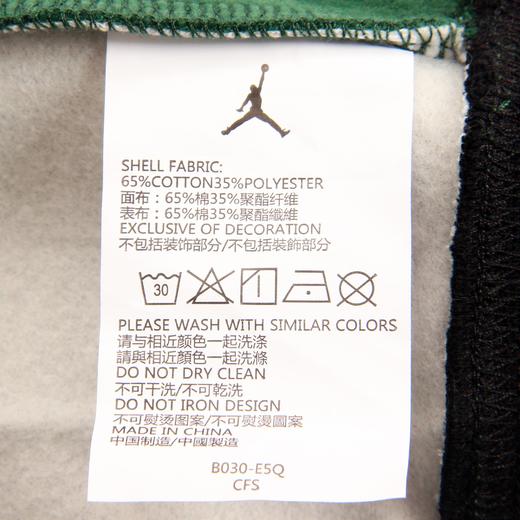 SHELL FABRIC:
65%COTTON35%POLYESTER
面布：65%棉35%聚酯纤维
表布：65%棉35%聚酯纖維
EXCLUSIVE OF DECORATION
不包括装饰部分/不包括裝飾部分
30
PLEASE WASH WITH SIMILAR COLORS
请与相近颜色一起洗涤
請與相近顏色一起洗滌
DO NOT DRY CLEAN
不可干洗/不可乾洗
DO NOT IRON DESIGN
不可熨烫图案/不可熨燙圖案
MADE IN CHINA
中国制造/中國製造
B030-E5Q
CFS